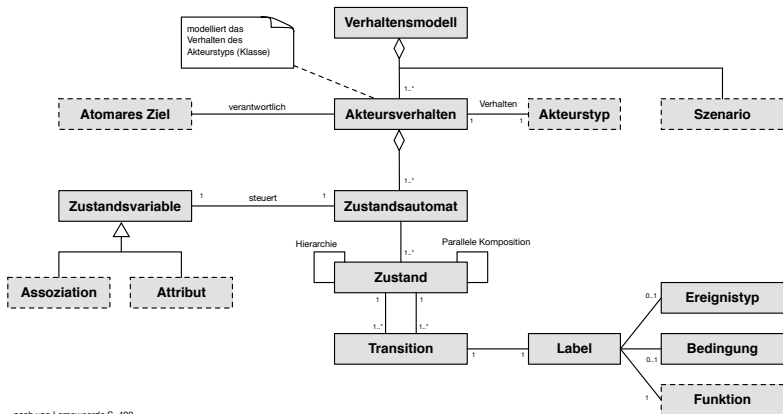 Verhaltensmodell
modelliert das
Verhalten des
Akteurstyps (Klasse)
1..*
Atomares Ziel
verantwortlich
Akteursverhalten
Verhalten
1
1
Akteurstyp
Szenario
1..*
Zustandsvariable
1
steuert
1
Zustandsautomat
1..*
Hierarchie
Parallele Komposition
Zustand
Assoziation
Attribut
1
1
1..*
1..*
Transition
1
1
Label
0..1
Ereignistyp
0..1
Bedingung
1
Funktion